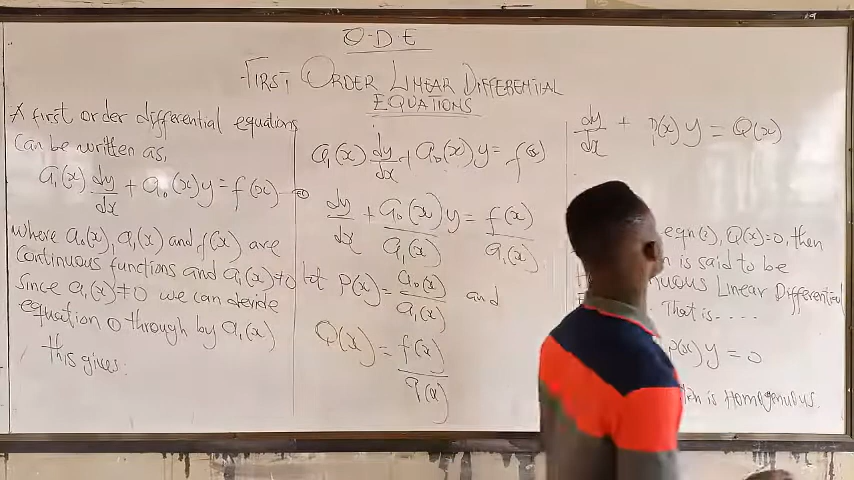 O.D.E
FIRST ORDER LINEAR DIFFERENTIAL
EQUATIONS
A first order differential equations
can be written as,
a₁(x) dy/dx + a₀(x)y = f(x) — ①
where a₀(x), a₁(x) and f(x) are
continuous functions and a₁(x) ≠ 0
since a₁(x) ≠ 0 we can divide
equation ① through by a₁(x)
this gives:
a₁(x) dy/dx + a₀(x)y = f(x)
dy/dx + a₀(x)/a₁(x) y = f(x)/a₁(x)
let P(x) = a₀(x)/a₁(x) and
Q(x) = f(x)/a₁(x)
dy/dx + P(x)y = Q(x)
eqn(i), Q(x)=0, then
is said to be
Linear Differential
That is....
P(x)y = 0
is Homogenuous.